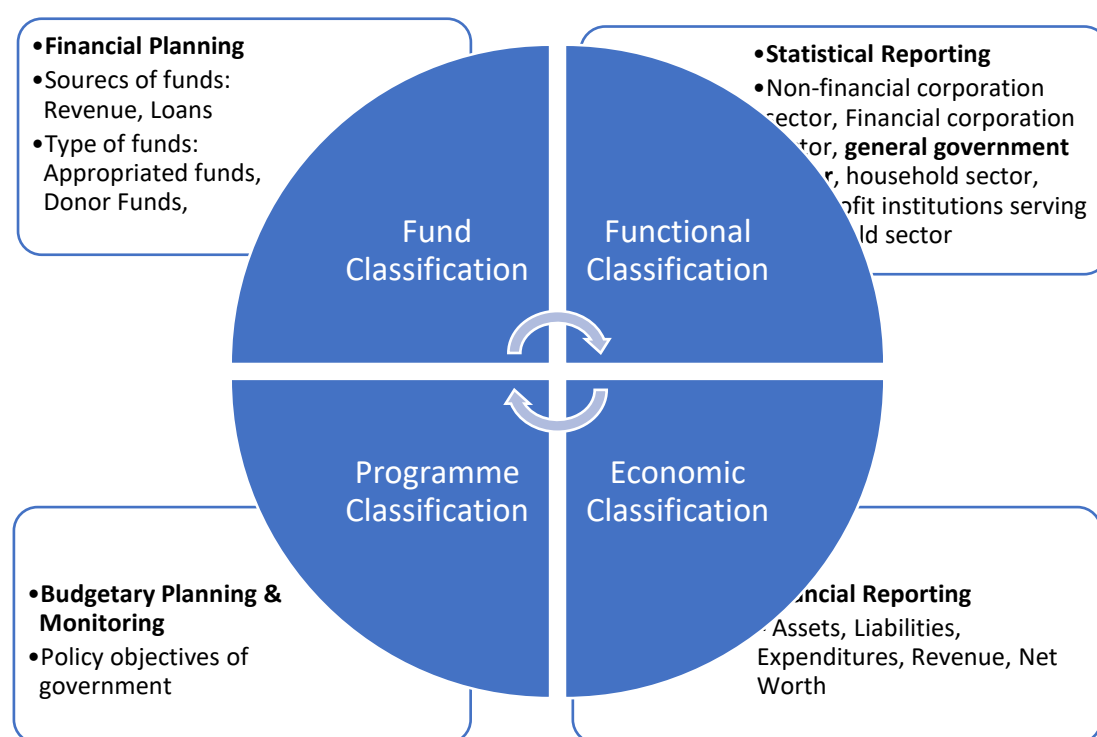 •Financial Planning
•Sourecs of funds:
Revenue, Loans
•Type of funds:
Appropriated funds,
Donor Funds,
•Statistical Reporting
•Non-financial corporation
sector, Financial corporation
general government
household sector,
institutions serving
sector
Fund
Classification
Functional
Classification
Programme
Classification
Economic
Classification
•Budgetary Planning &
Monitoring
•Policy objectives of
government
Reporting
Assets, Liabilities,
Expenditures, Revenue, Net
Worth